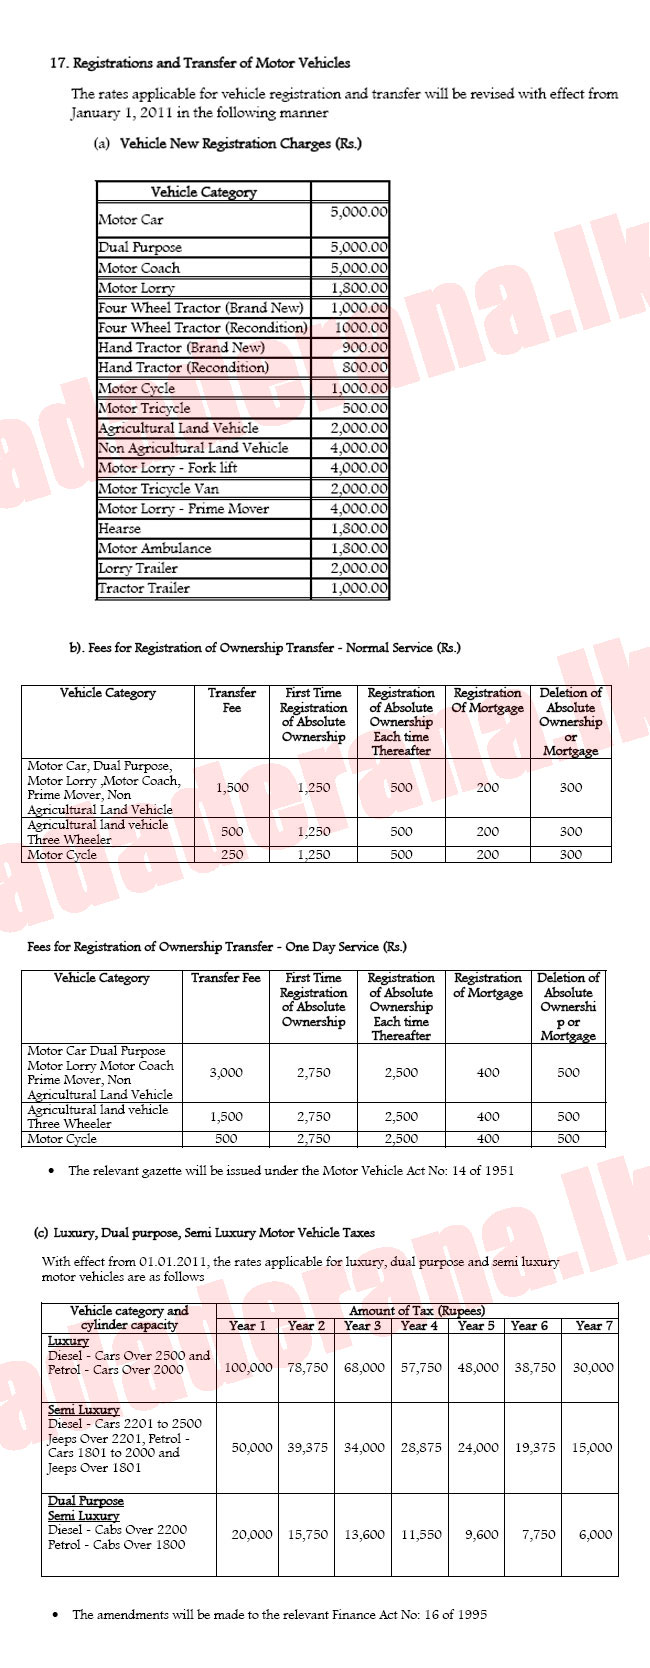 17. Registrations and Transfer of Motor Vehicles
The rates applicable for vehicle registration and transfer will be revised with effect from
January 1, 2011 in the following manner
(a) Vehicle New Registration Charges (Rs.)
Vehicle Category
Motor Car 5,000.00
Dual Purpose 5,000.00
Motor Coach 5,000.00
Motor Lorry 1,800.00
Four Wheel Tractor (Brand New) 1,000.00
Four Wheel Tractor (Recondition) 1000.00
Hand Tractor (Brand New) 900.00
Hand Tractor (Recondition) 800.00
Motor Cycle 1,000.00
Motor Tricycle 500.00
Agricultural Land Vehicle 2,000.00
Non Agricultural Land Vehicle 4,000.00
Motor Lorry - Fork lift 4,000.00
Motor Tricycle Van 2,000.00
Motor Lorry - Prime Mover 4,000.00
Hearse 1,800.00
Motor Ambulance 1,800.00
Lorry Trailer 2,000.00
Tractor Trailer 1,000.00
adaderana.lk
b). Fees for Registration of Ownership Transfer - Normal Service (Rs.)
Vehicle Category Transfer First Time Registration Registration Deletion of
Fee Registration of Absolute Of Mortgage Absolute
of Absolute Ownership Ownership
Ownership Each time or
Thereafter Mortgage
Motor Car, Dual Purpose,
Motor Lorry ,Motor Coach,
Prime Mover, Non
Agricultural Land Vehicle
1,500 1,250 500 200 300
Agricultural land vehicle
Three Wheeler
500 1,250 500 200 300
Motor Cycle 250 1,250 500 200 300
adaderana.lk
Fees for Registration of Ownership Transfer - One Day Service (Rs.)
Vehicle Category Transfer Fee First Time Registration Registration Deletion of
Registration of Absolute of Mortgage Absolute
of Absolute Ownership Ownershi
Ownership Each time p or
Thereafter Mortgage
Motor Car Dual Purpose
Motor Lorry Motor Coach
Prime Mover, Non
Agricultural Land Vehicle
3,000 2,750 2,500 400 500
Agricultural land vehicle
Three Wheeler
1,500 2,750 2,500 400 500
Motor Cycle 500 2,750 2,500 400 500
• The relevant gazette will be issued under the Motor Vehicle Act No: 14 of 1951
(c) Luxury, Dual purpose, Semi Luxury Motor Vehicle Taxes
With effect from 01.01.2011, the rates applicable for luxury, dual purpose and semi luxury
motor vehicles are as follows
Vehicle category and Amount of Tax (Rupees)
cylinder capacity Year 1 Year 2 Year 3 Year 4 Year 5 Year 6 Year 7
Luxury
Diesel - Cars Over 2500 and
Petrol - Cars Over 2000 100,000 78,750 68,000 57,750 48,000 38,750 30,000
Semi Luxury
Diesel - Cars 2201 to 2500
Jeeps Over 2201, Petrol -
Cars 1801 to 2000 and
Jeeps Over 1801
50,000 39,375 34,000 28,875 24,000 19,375 15,000
Dual Purpose
Semi Luxury
Diesel - Cabs Over 2200
Petrol - Cabs Over 1800
20,000 15,750 13,600 11,550 9,600 7,750 6,000
adaderana.lk
• The amendments will be made to the relevant Finance Act No: 16 of 1995